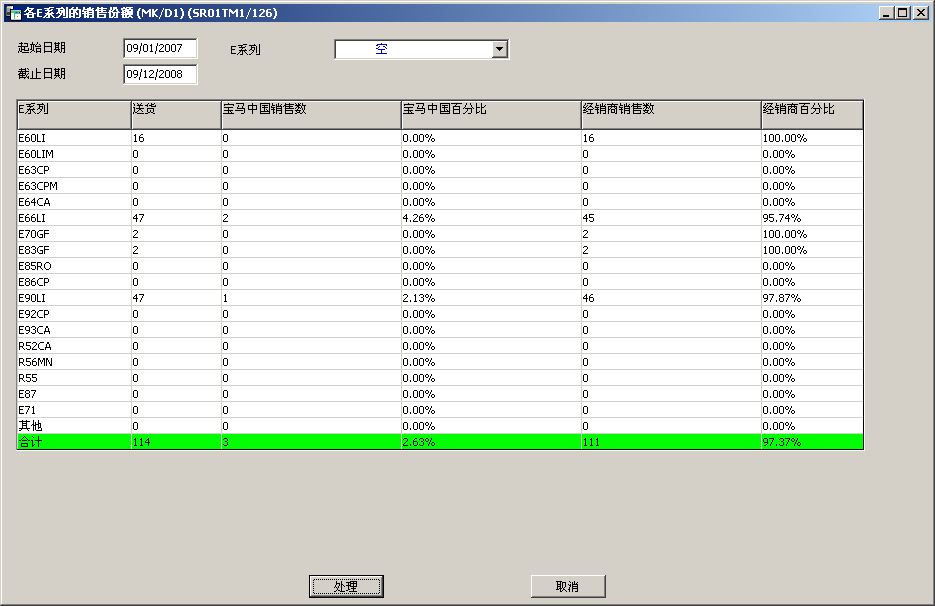 各E系列的销售份额 (MK/D1) (SR01TM1/126)
起始日期 09/01/2007 E系列 空
截止日期 09/12/2008
E系列 送货 宝马中国销售数 宝马中国百分比 经销商销售数 经销商百分比
E60LI 16 0 0.00% 16 100.00%
E60LIM 0 0 0.00% 0 0.00%
E63CP 0 0 0.00% 0 0.00%
E63CPM 0 0 0.00% 0 0.00%
E64CA 0 0 0.00% 0 0.00%
E66LI 47 2 4.26% 45 95.74%
E70GF 2 0 0.00% 2 100.00%
E83GF 2 0 0.00% 2 100.00%
E85RO 0 0 0.00% 0 0.00%
E86CP 0 0 0.00% 0 0.00%
E90LI 47 1 2.13% 46 97.87%
E92CP 0 0 0.00% 0 0.00%
E93CA 0 0 0.00% 0 0.00%
R52CA 0 0 0.00% 0 0.00%
R56MN 0 0 0.00% 0 0.00%
R55 0 0 0.00% 0 0.00%
E87 0 0 0.00% 0 0.00%
E71 0 0 0.00% 0 0.00%
其他 0 0 0.00% 0 0.00%
合计 114 3 2.63% 111 97.37%
处理 取消